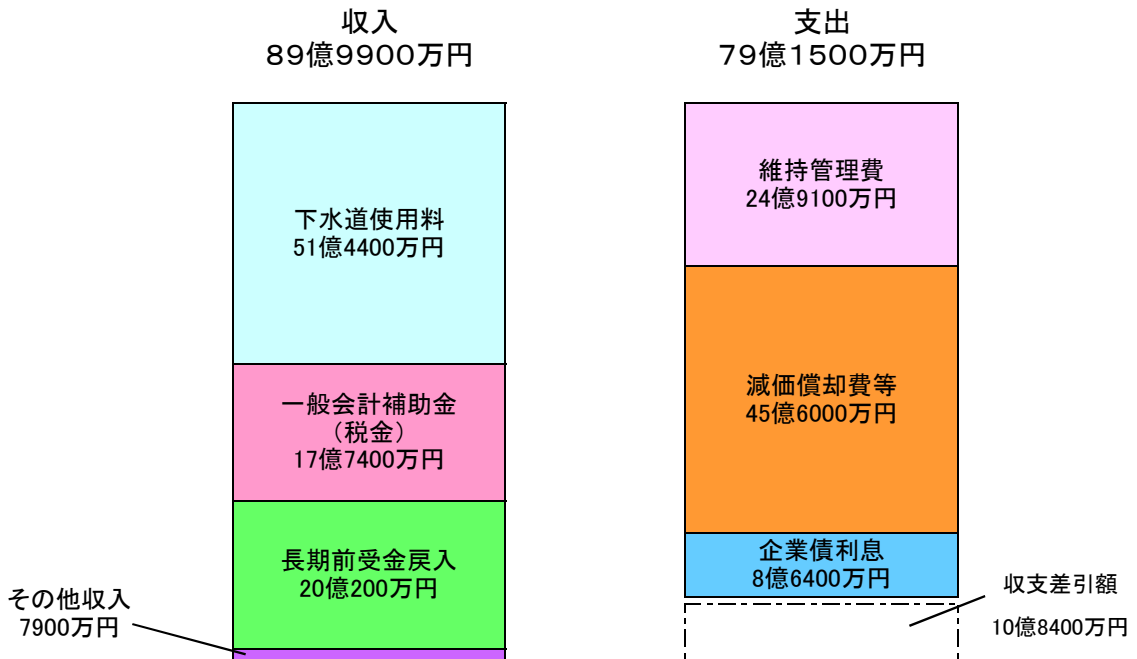 収入
89億9900万円
下水道使用料
51億4400万円
一般会計補助金
（税金）
17億7400万円
長期前受金戻入
20億200万円
その他収入
7900万円
支出
79億1500万円
維持管理費
24億9100万円
減価償却費等
45億6000万円
企業債利息
8億6400万円
収支差引額
10億8400万円